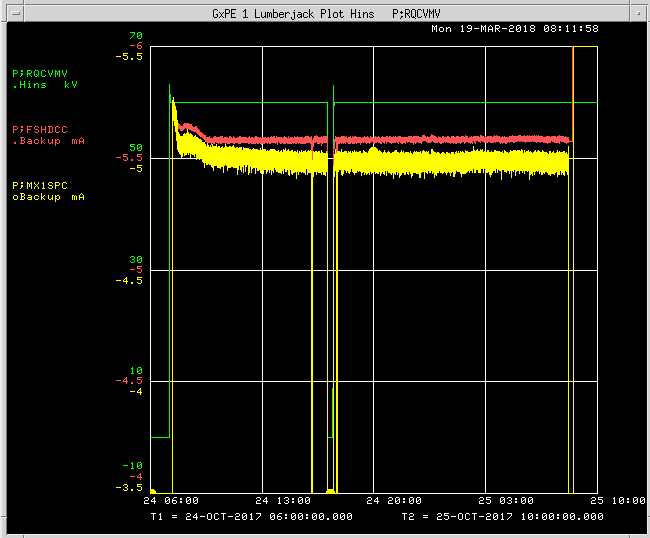 GxPE 1 Lumberjack Plot Hins P;RQCVMV
Mon 19-MAR-2018 08:11:58
70
-6
-5.5
P;RQCVMV
.Hins kV
P;FSHDCC
.Backup mA
50
-5.5
-5
P;MX1SPC
oBackup mA
30
-5
-4.5
10
-4.5
-4
-10
-4
-3.5
24 06:00 24 13:00 24 20:00 25 03:00 25 10:00
T1 = 24-OCT-2017 06:00:00.000 T2 = 25-OCT-2017 10:00:00.000